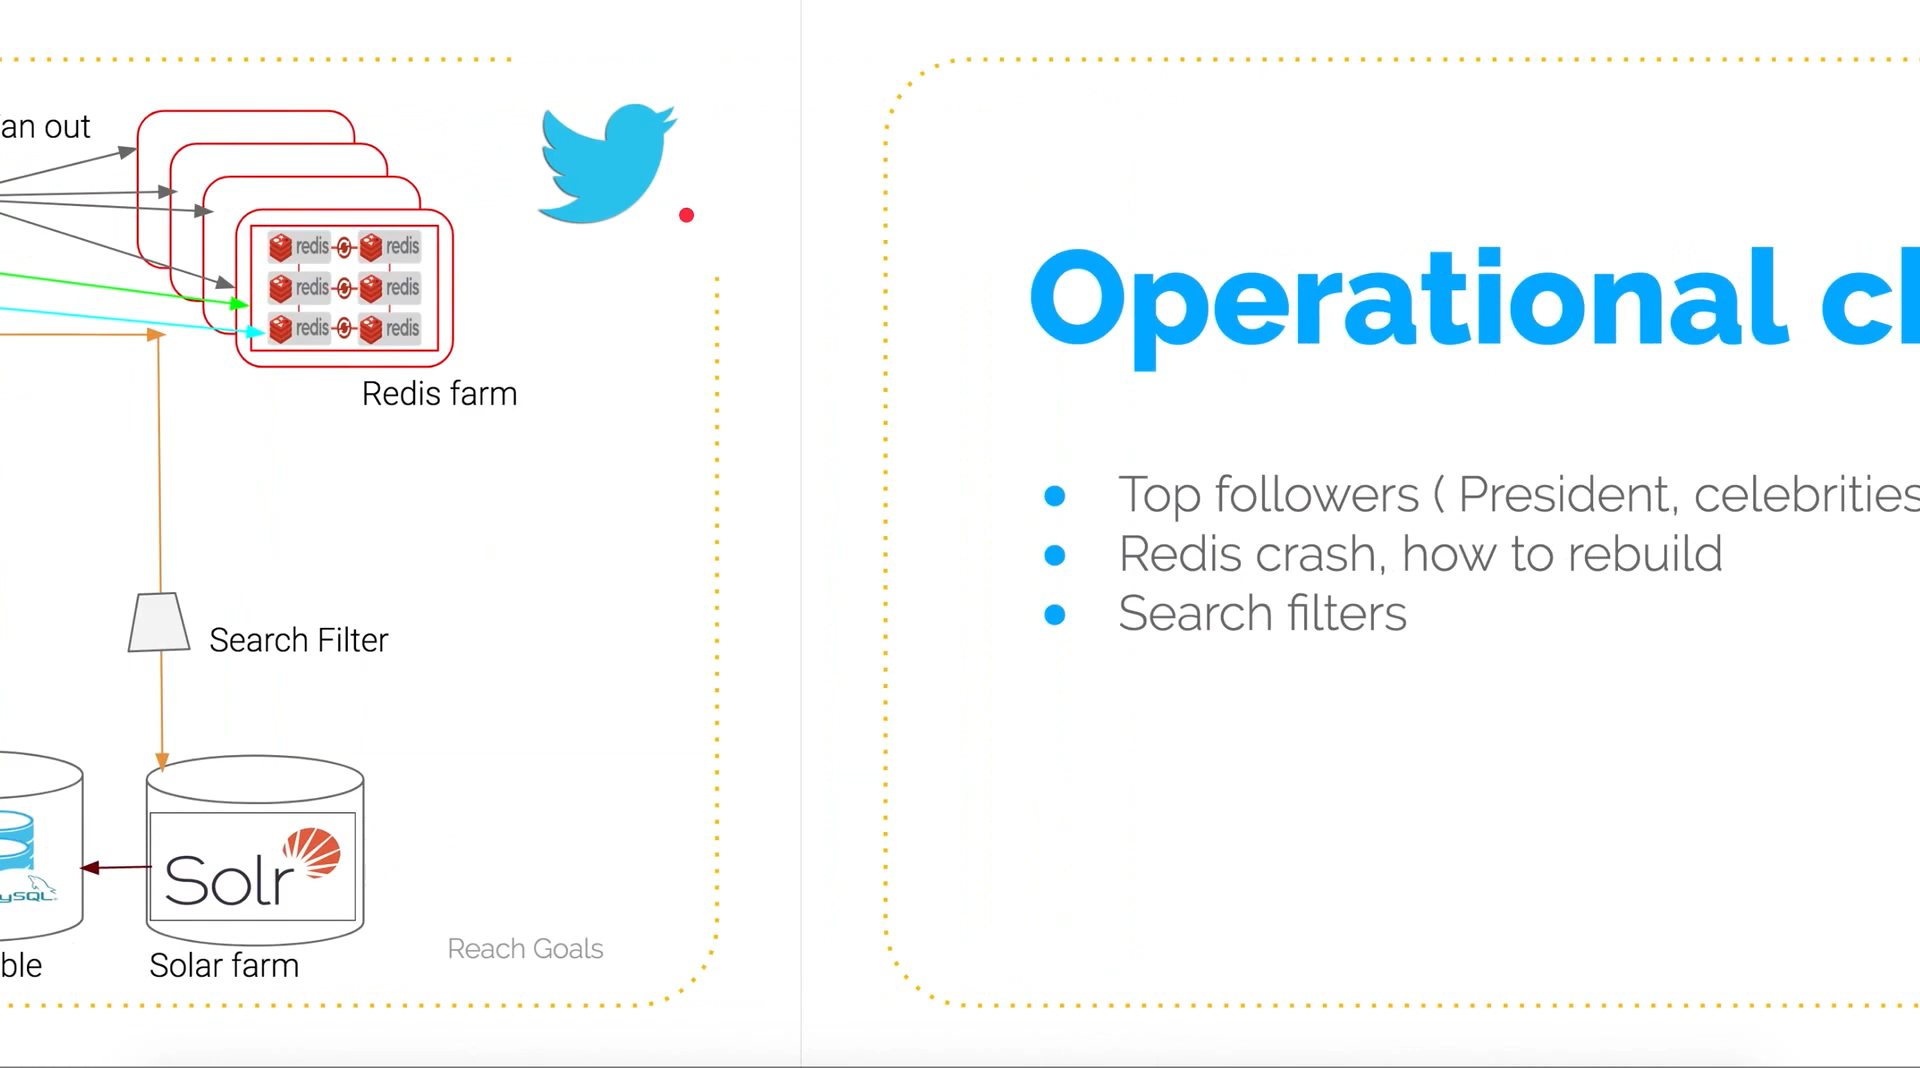 an out
redis redis
redis redis
redis redis
Redis farm
Search Filter
Solr
ySQL
ble
Solar farm
Reach Goals
Operational cl
Top followers ( President, celebrities
Redis crash, how to rebuild
Search filters